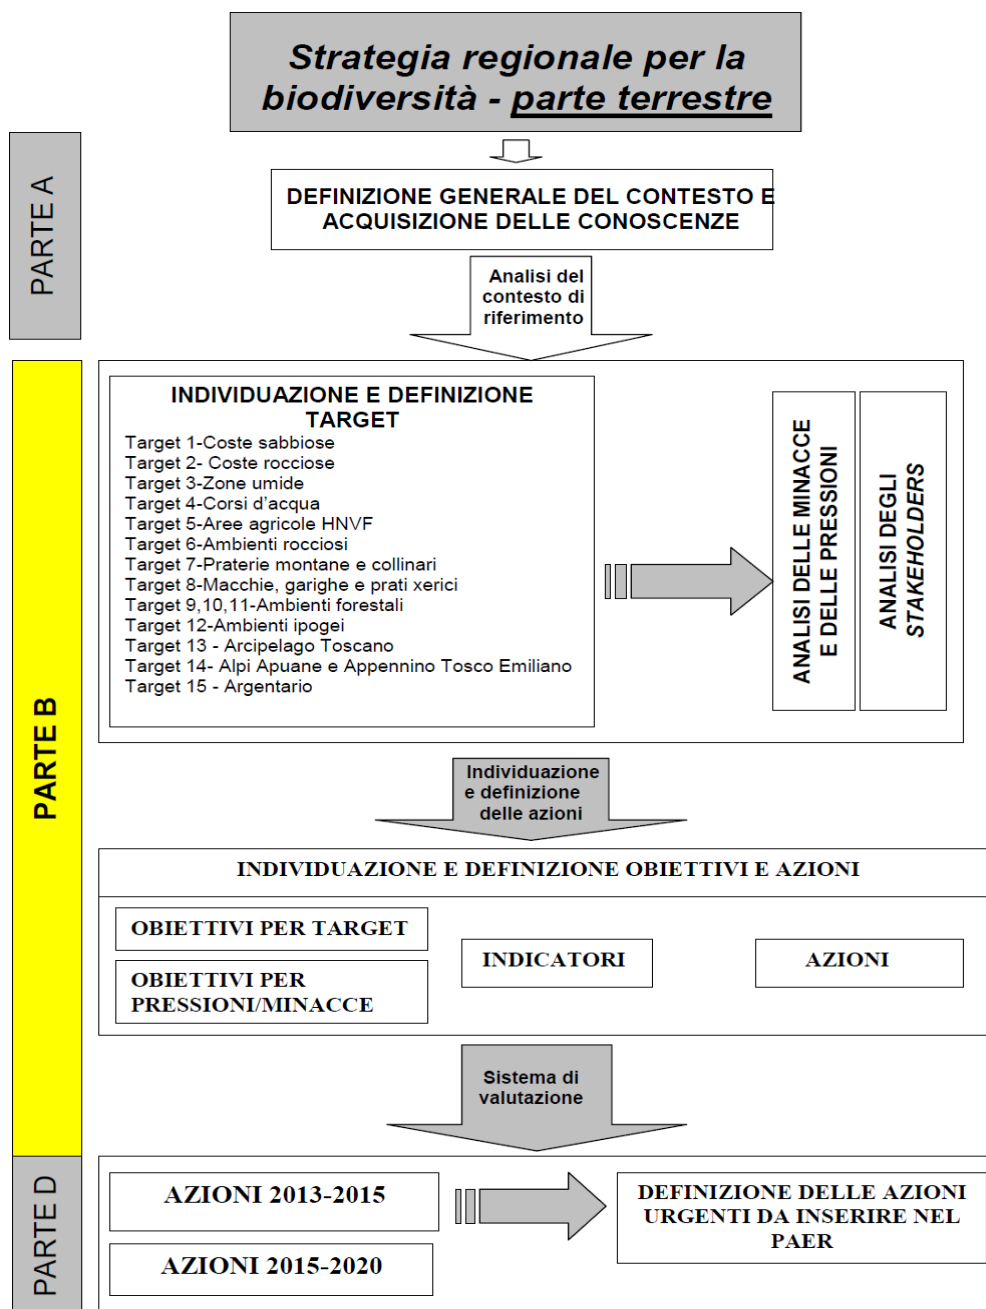 Strategia regionale per la
biodiversità - parte terrestre
PARTE A
DEFINIZIONE GENERALE DEL CONTESTO E
ACQUISIZIONE DELLE CONOSCENZE
Analisi del
contesto di
riferimento
PARTE B
INDIVIDUAZIONE E DEFINIZIONE
TARGET
Target 1-Coste sabbiose
Target 2- Coste rocciose
Target 3-Zone umide
Target 4-Corsi d'acqua
Target 5-Aree agricole HNVF
Target 6-Ambienti rocciosi
Target 7-Praterie montane e collinari
Target 8-Macchie, garighe e prati xerici
Target 9,10,11-Ambienti forestali
Target 12-Ambienti ipogei
Target 13 - Arcipelago Toscano
Target 14- Alpi Apuane e Appennino Tosco Emiliano
Target 15 - Argentario
ANALISI DELLE MINACCE
E DELLE PRESSIONI
ANALISI DEGLI
STAKEHOLDERS
Individuazione
e definizione
delle azioni
INDIVIDUAZIONE E DEFINIZIONE OBIETTIVI E AZIONI
OBIETTIVI PER TARGET
OBIETTIVI PER
PRESSIONI/MINACCE
INDICATORI
AZIONI
Sistema di
valutazione
PARTE D
AZIONI 2013-2015
AZIONI 2015-2020
DEFINIZIONE DELLE AZIONI
URGENTI DA INSERIRE NEL
PAER